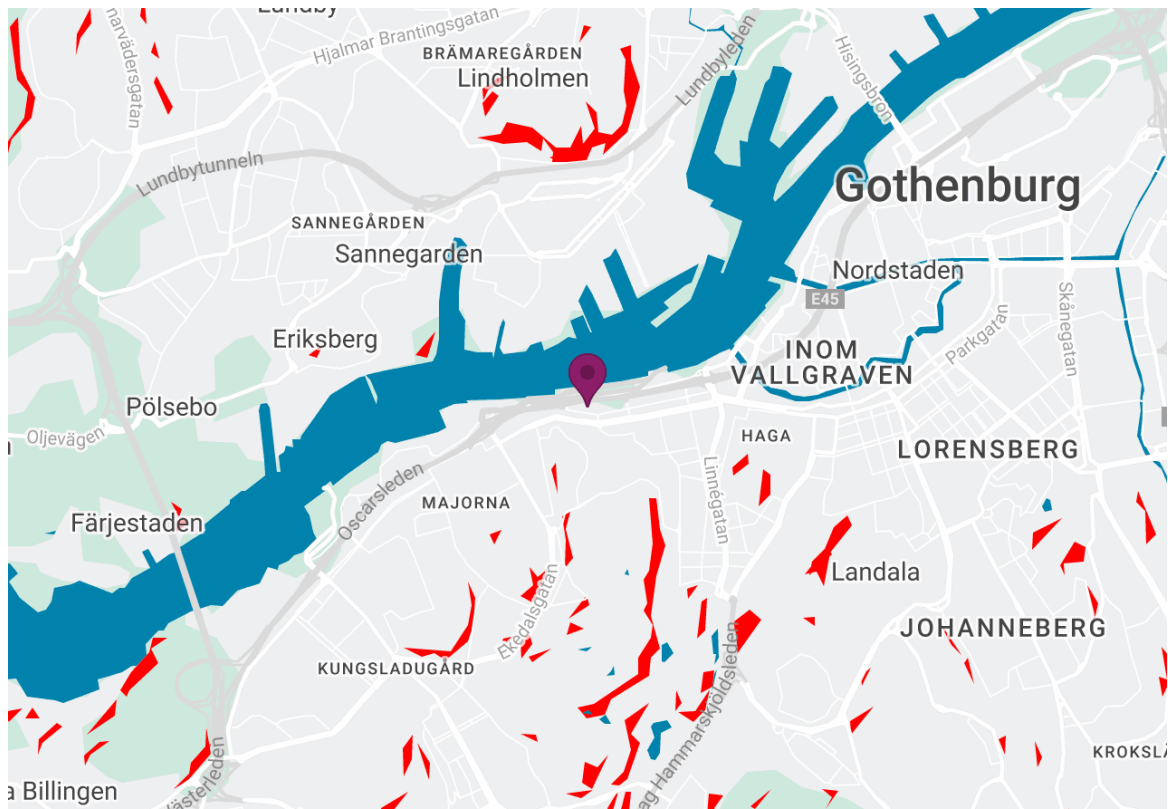 Lundby
Hjalmar Brantingsgatan
BRÄMAREGÅRDEN
Lindholmen
Lundbyleden
Hisingsbron
Lundbytunneln
Gothenburg
SANNEGÅRDEN
Sannegarden
Nordstaden
E45
Skånegatan
Eriksberg
INOM
VALLGRAVEN
Parkgatan
Pölsebo
Oljevägen
HAGA
LORENSBERG
Linnégatan
Oscarsleden
MAJORNA
Färjestaden
Landala
Ekedalsgatan
JOHANNEBERG
KUNGSLADUGÅRD
Billingen